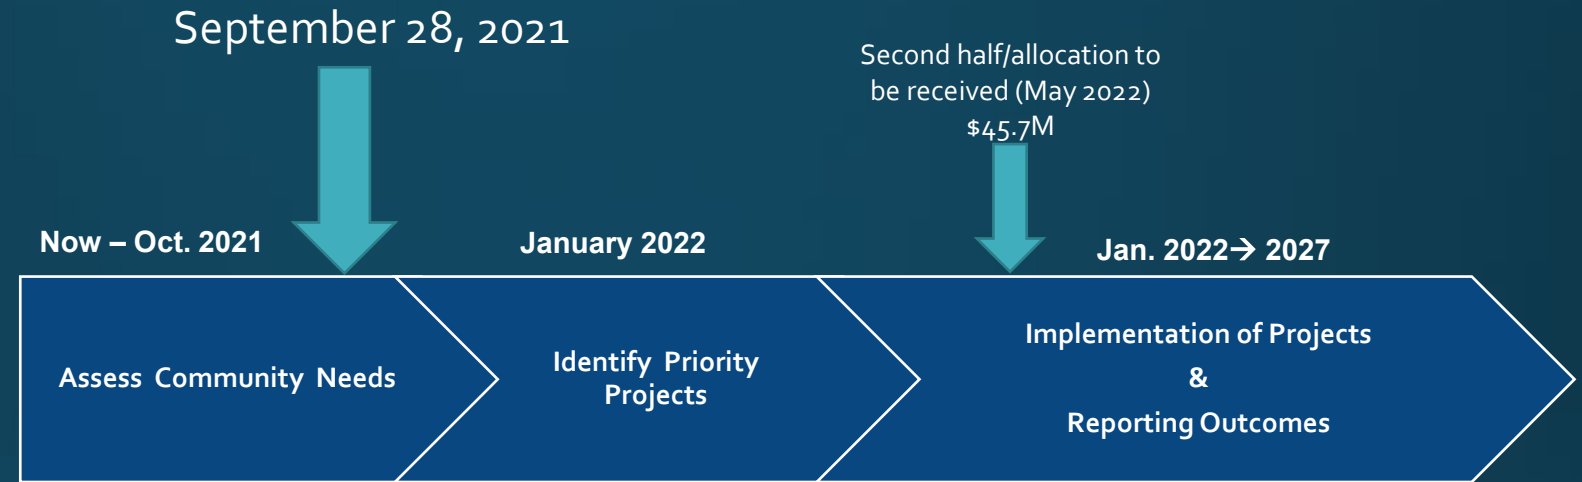 September 28, 2021
Second half/allocation to
be received (May 2022)
$45.7M
Now – Oct. 2021
January 2022
Jan. 2022→ 2027
Assess Community Needs
Identify Priority
Projects
Implementation of Projects
&
Reporting Outcomes